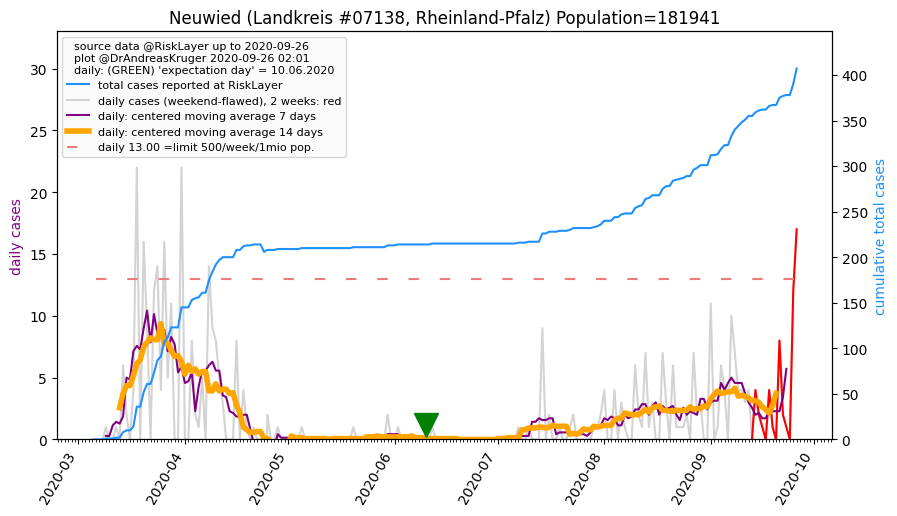 Neuwied (Landkreis #07138, Rheinland-Pfalz) Population=181941
source data @RiskLayer up to 2020-09-26
plot @DrAndreasKruger 2020-09-26 02:01
daily: (GREEN) 'expectation day' = 10.06.2020
total cases reported at RiskLayer
daily cases (weekend-flawed), 2 weeks: red
daily: centered moving average 7 days
daily: centered moving average 14 days
daily 13.00 =limit 500/week/1mio pop.
daily cases
30
25
20
15
10
5
0
cumulative total cases
400
350
300
250
200
150
100
50
0
2020-03
2020-04
2020-05
2020-06
2020-07
2020-08
2020-09
2020-10